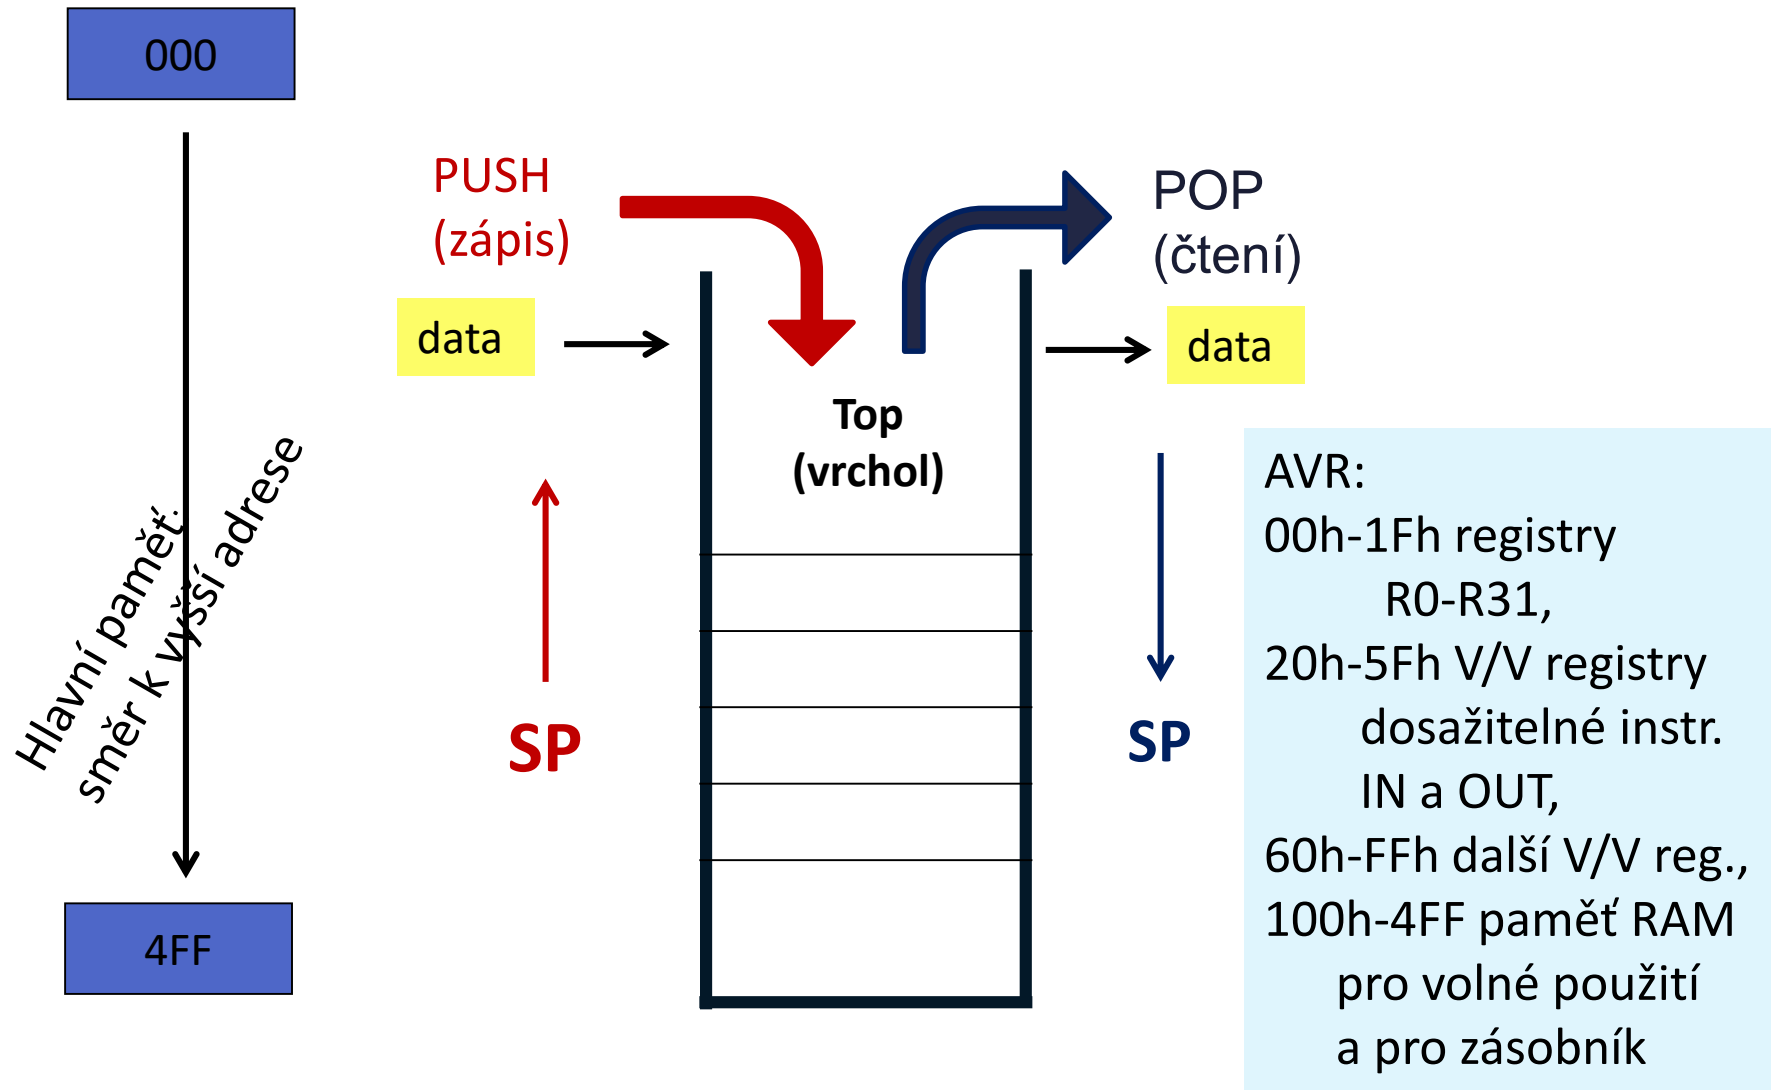 000
Hlavní paměť:
směr k vyšší adrese
4FF
PUSH
(zápis)
data
SP
Top
(vrchol)
POP
(čtení)
data
SP
AVR:
00h-1Fh registry
R0-R31,
20h-5Fh V/V registry
dosažitelné instr.
IN a OUT,
60h-FFh další V/V reg.,
100h-4FF paměť RAM
pro volné použití
a pro zásobník